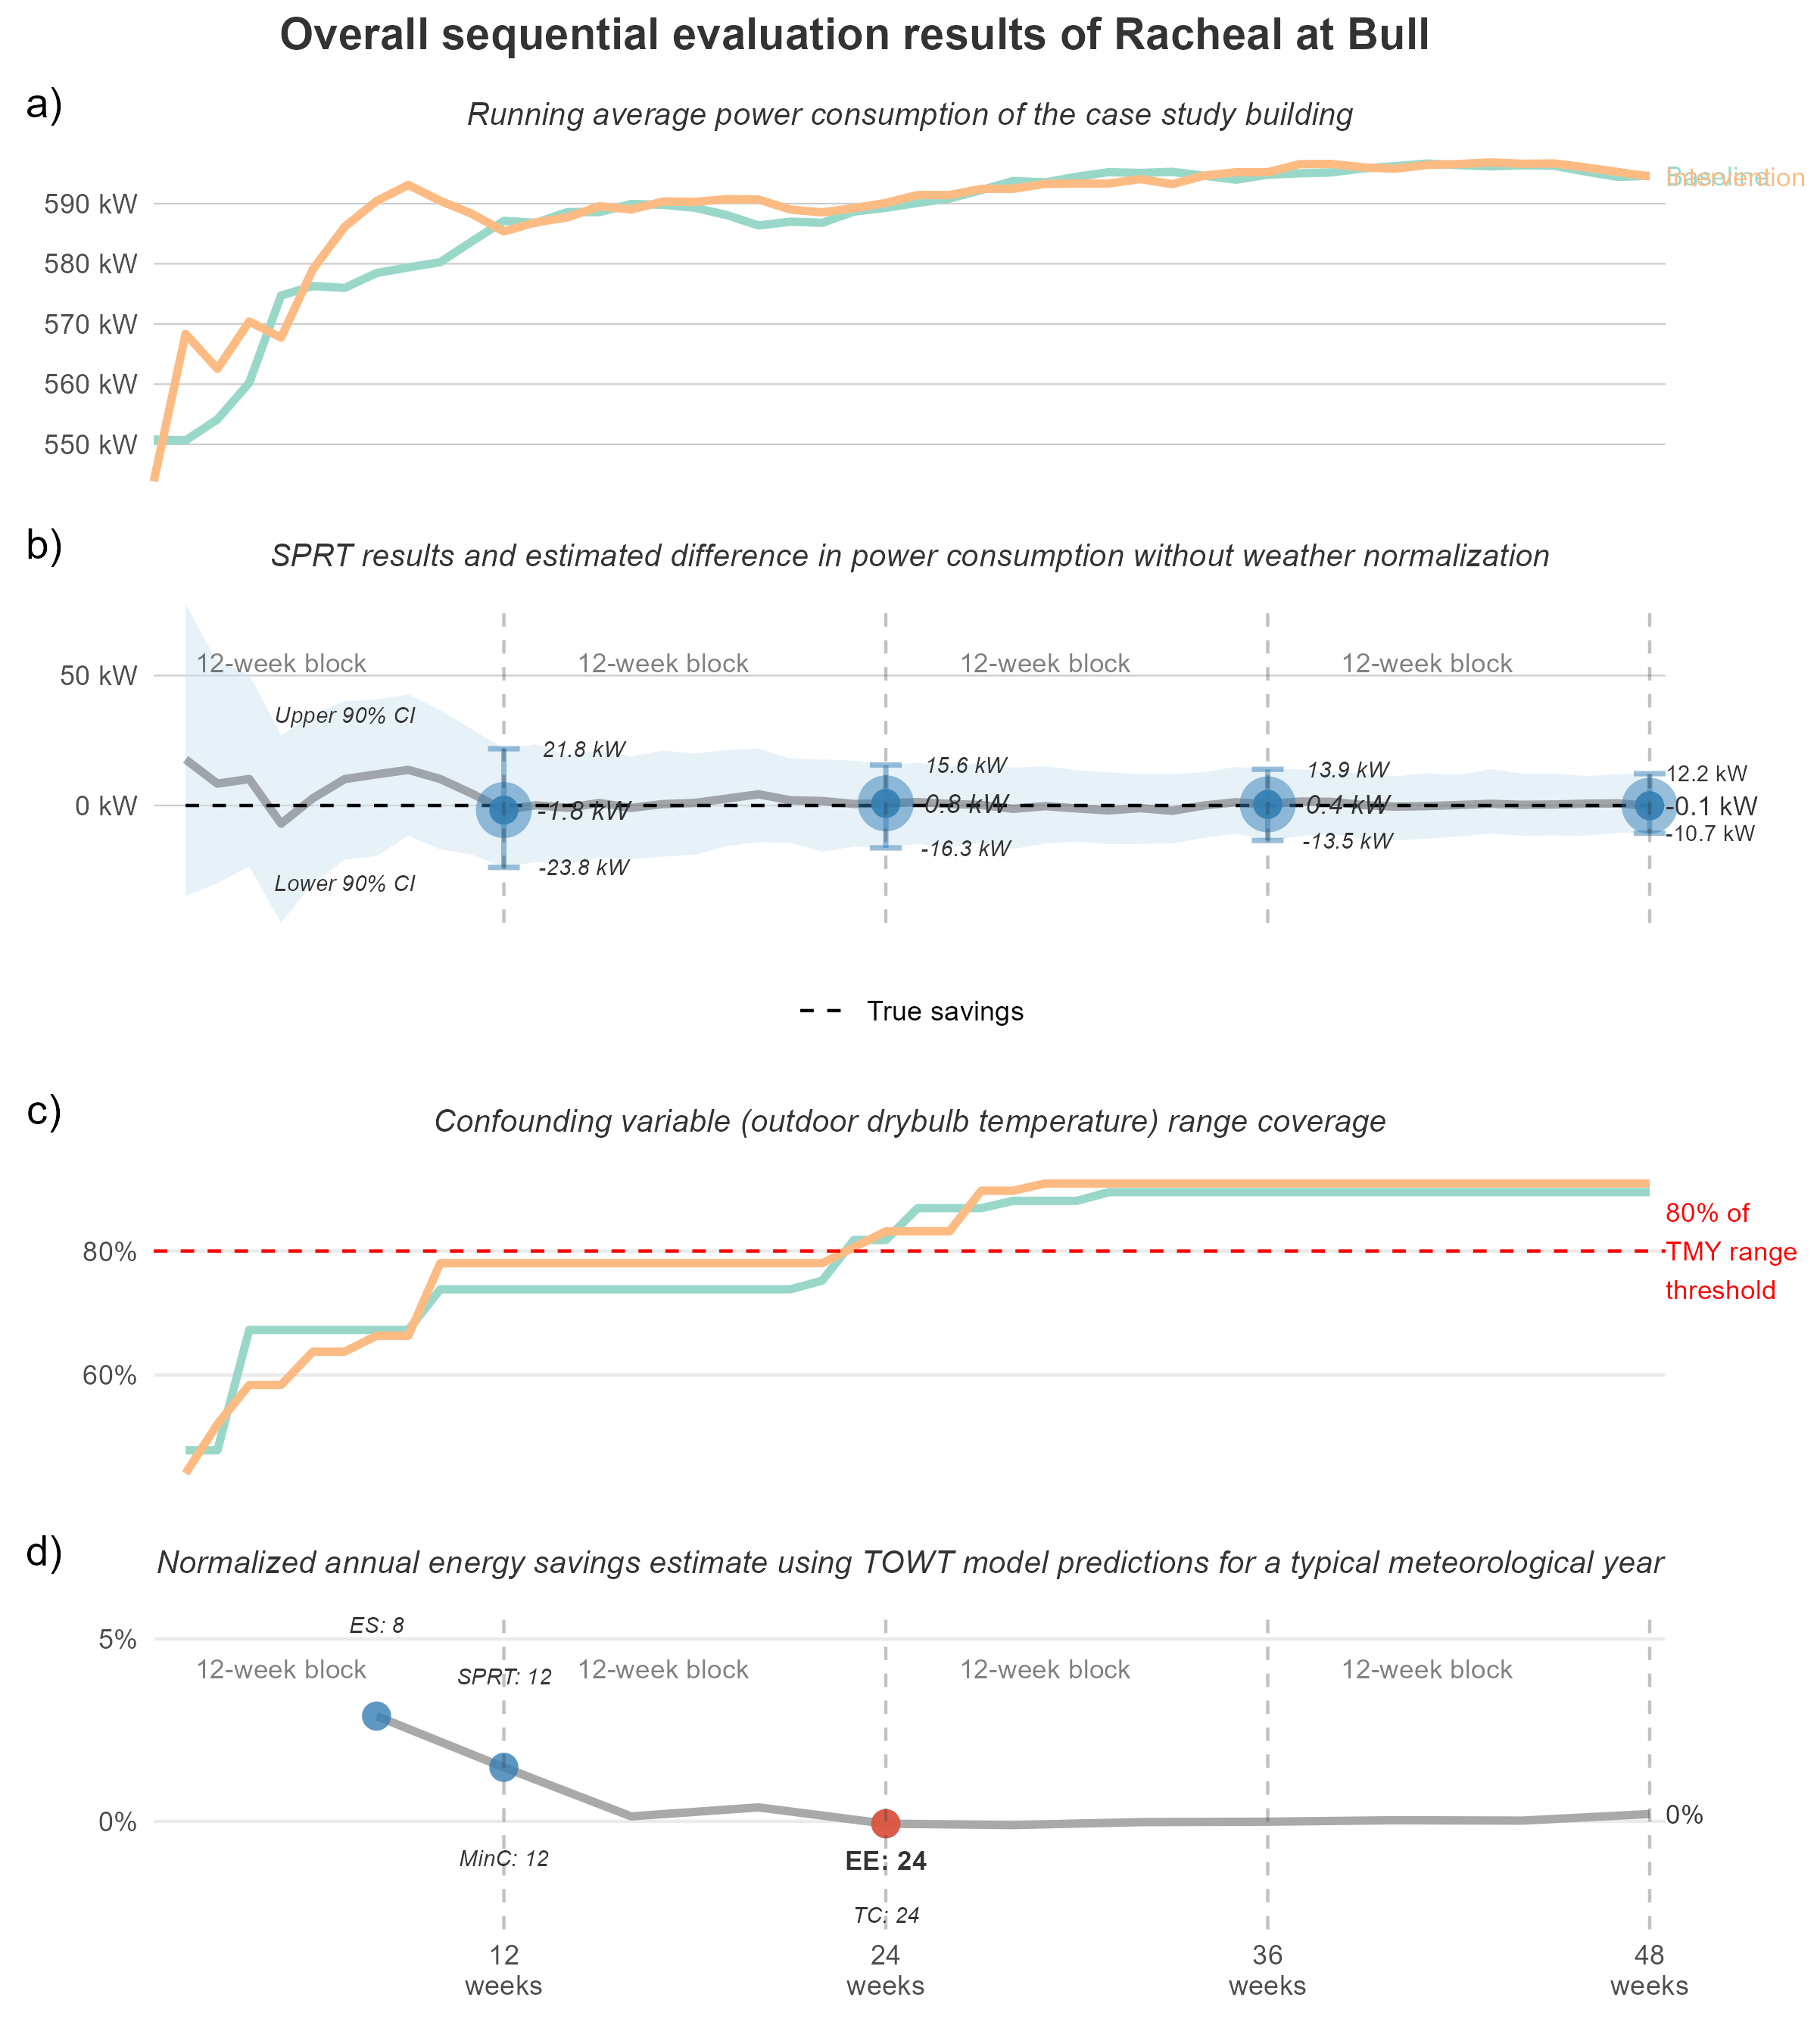 Overall sequential evaluation results of Racheal at Bull
a)
Running average power consumption of the case study building
Baseline
Intervention
590 kW
580 kW
570 kW
560 kW
550 kW
b)
SPRT results and estimated difference in power consumption without weather normalization
12-week block
12-week block
12-week block
12-week block
50 kW
Upper 90% CI
21.8 kW
15.6 kW
13.9 kW
12.2 kW
0 kW
-1.8 kW
0.8 kW
0.4 kW
-0.1 kW
-23.8 kW
-16.3 kW
-13.5 kW
-10.7 kW
Lower 90% CI
True savings
c)
Confounding variable (outdoor drybulb temperature) range coverage
80%
60%
80% of
TMY range
threshold
d)
Normalized annual energy savings estimate using TOWT model predictions for a typical meteorological year
ES: 8
5%
12-week block
12-week block
12-week block
12-week block
SPRT: 12
0%
0%
MinC: 12
EE: 24
TC: 24
12
weeks
24
weeks
36
weeks
48
weeks